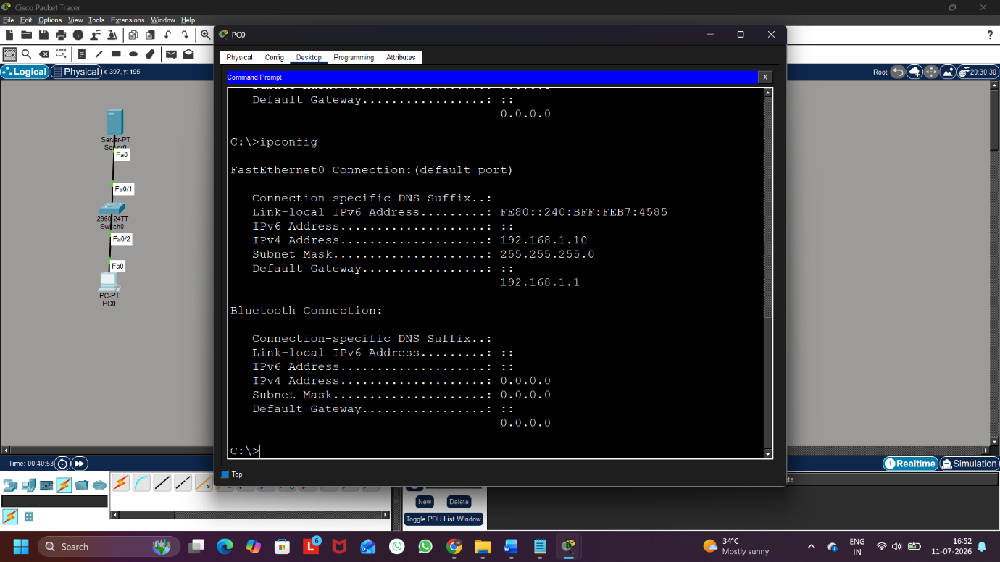 Cisco Packet Tracer
File Edit Options View Tools Extensions Window Help
PC0
?
Physical Config Desktop Programming Attributes
Logical Physical x: 397, y: 195
Root 20:30:30
Command Prompt X
Default Gateway..................: ::
0.0.0.0
C:\>ipconfig
FastEthernet0 Connection:(default port)
Connection-specific DNS Suffix..:
Link-local IPv6 Address.........: FE80::240:BFF:FEB7:4585
IPv6 Address....................: ::
IPv4 Address....................: 192.168.1.10
Subnet Mask.....................: 255.255.255.0
Default Gateway.................: ::
192.168.1.1
Bluetooth Connection:
Connection-specific DNS Suffix..:
Link-local IPv6 Address.........: ::
IPv6 Address....................: ::
IPv4 Address....................: 0.0.0.0
Subnet Mask.....................: 0.0.0.0
Default Gateway.................: ::
0.0.0.0
C:\>
Top
Server-PT
Server0
Fa0
Fa0/1
2960-24TT
Switch0
Fa0/2
Fa0
PC-PT
PC0
Time: 00:40:53
Realtime Simulation
New Delete
Toggle PDU List Window
Search
6
34°C
Mostly sunny
ENG
IN
16:52
11-07-2026